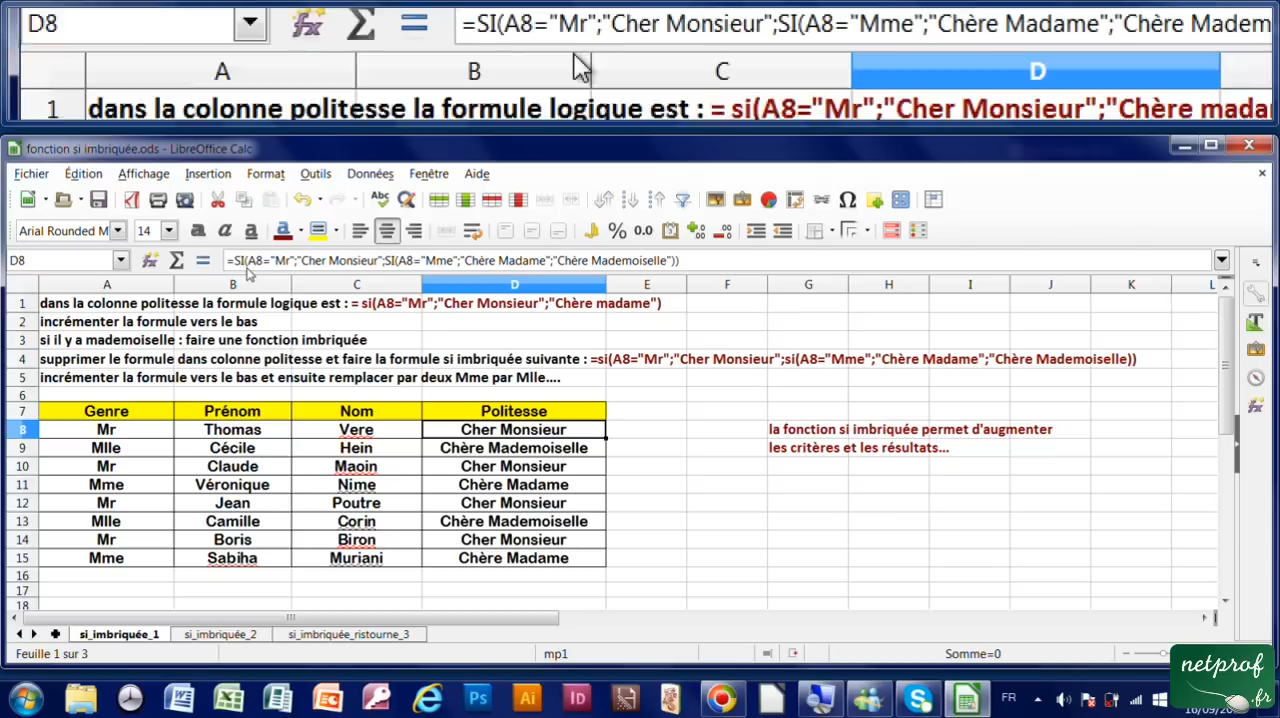 D8 =SI(A8="Mr";"Cher Monsieur";SI(A8="Mme";"Chère Madame";"Chère Madem
A B C D
1 dans la colonne politesse la formule logique est : = si(A8="Mr";"Cher Monsieur";"Chère mada
fonction si imbriquée.ods - LibreOffice Calc
Fichier Édition Affichage Insertion Format Outils Données Fenêtre Aide
Arial Rounded M 14
D8 =SI(A8="Mr";"Cher Monsieur";SI(A8="Mme";"Chère Madame";"Chère Mademoiselle"))
A B C D E F G H I J K L
1 dans la colonne politesse la formule logique est : = si(A8="Mr";"Cher Monsieur";"Chère madame")
2 incrémenter la formule vers le bas
3 si il y a mademoiselle : faire une fonction imbriquée
4 supprimer le formule dans colonne politesse et faire la formule si imbriquée suivante : =si(A8="Mr";"Cher Monsieur";si(A8="Mme";"Chère Madame";"Chère Mademoiselle))
5 incrémenter la formule vers le bas et ensuite remplacer par deux Mme par Mlle....
6
7 Genre Prénom Nom Politesse
8 Mr Thomas Vere Cher Monsieur la fonction si imbriquée permet d'augmenter
9 Mlle Cécile Hein Chère Mademoiselle les critères et les résultats...
10 Mr Claude Maoin Cher Monsieur
11 Mme Véronique Nime Chère Madame
12 Mr Jean Poutre Cher Monsieur
13 Mlle Camille Corin Chère Mademoiselle
14 Mr Boris Biron Cher Monsieur
15 Mme Sabiha Muriani Chère Madame
16
17
18
si_imbriquée_1 si_imbriquée_2 si_imbriquée_ristourne_3
Feuille 1 sur 3 mp1 Somme=0
netprof
.fr
Ps Ai Id FR